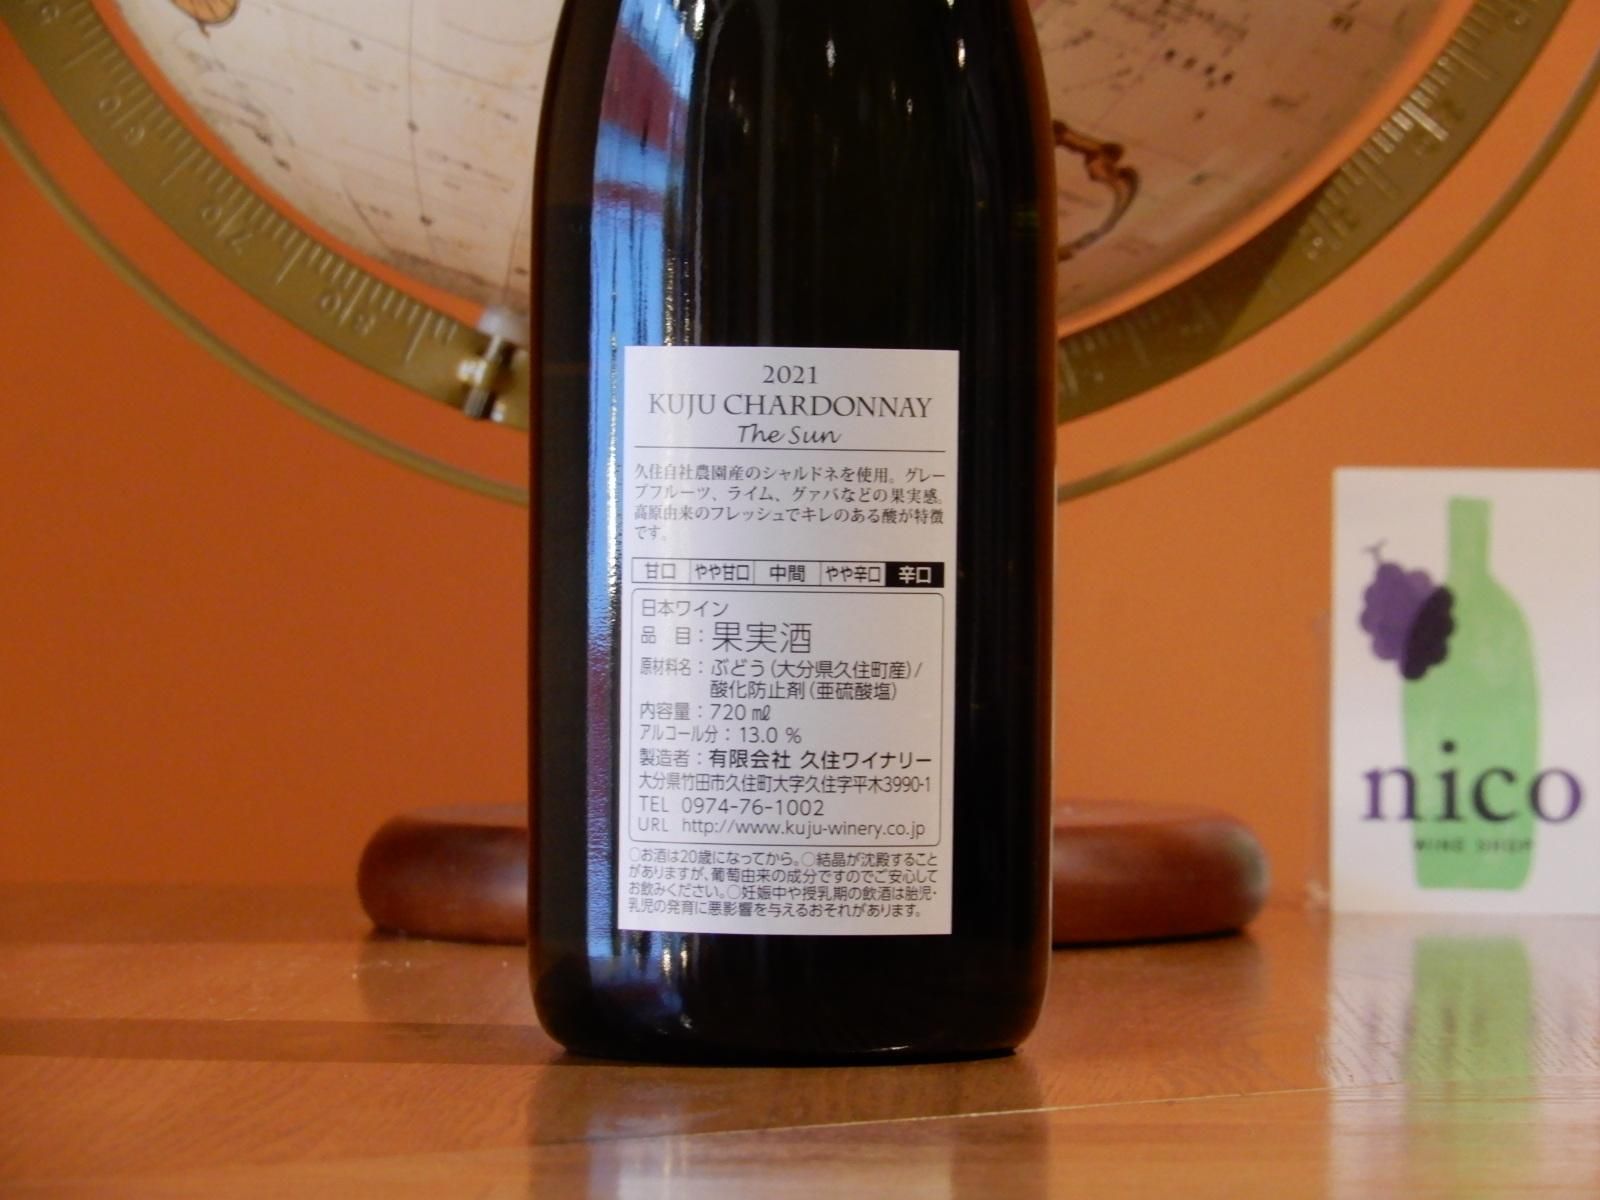 2021
KUJU CHARDONNAY
The Sun
久住自社農園産のシャルドネを使用。グレー
プフルーツ、ライム、グァバなどの果実感。
高原由来のフレッシュでキレのある酸が特徴
です。
甘口 やや甘口 中間 やや辛口 辛口
日本ワイン
品 目：果実酒
原材料名：ぶどう（大分県久住町産）/
酸化防止剤（亜硫酸塩）
内容量：720㎖
アルコール分：13.0 %
製造者：有限会社 久住ワイナリー
大分県竹田市久住町大字久住字平木3990-1
TEL 0974-76-1002
URL http://www.kuju-winery.co.jp
○お酒は20歳になってから。○結晶が沈殿すること
がありますが、葡萄由来の成分ですのでご安心して
お飲みください。○妊娠中や授乳期の飲酒は胎児・
乳児の発育に悪影響を与えるおそれがあります。
nico
WINE SHOP